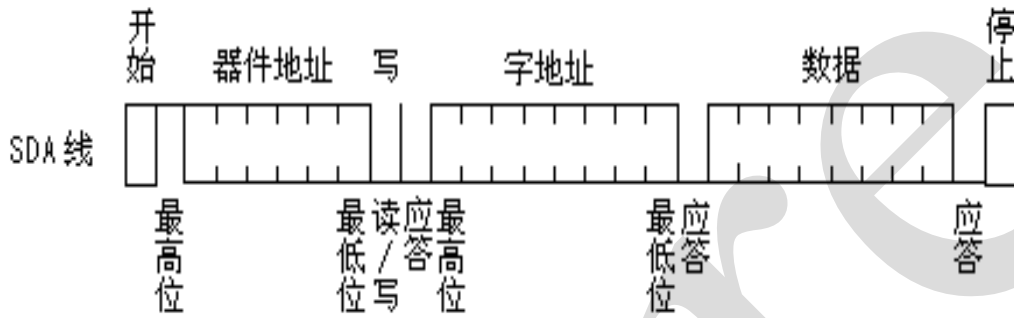 开始 器件地址 写 字地址 数据 停止
SDA 线
最高位 最低位 读/写 应答 最高位 最低位 应答 应答